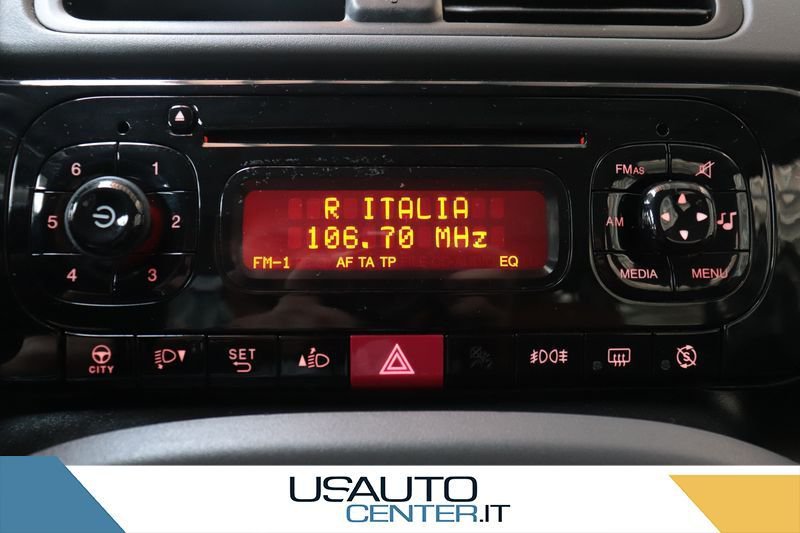 6 1
FMAS
R ITALIA
5 2
AM
106.70 MHz
FM-1 AF TA TP EQ
4 3
MEDIA MENU
CITY
SET
USAUTO
CENTER.IT